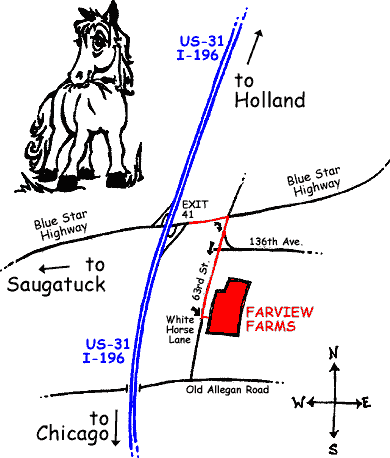 US-31
I-196
to
Holland
EXIT
41
Blue Star
Highway
Blue Star
Highway
136th Ave.
to
Saugatuck
63rd St.
FARVIEW
FARMS
White
Horse
Lane
US-31
I-196
Old Allegan Road
to
Chicago
N
W
E
S